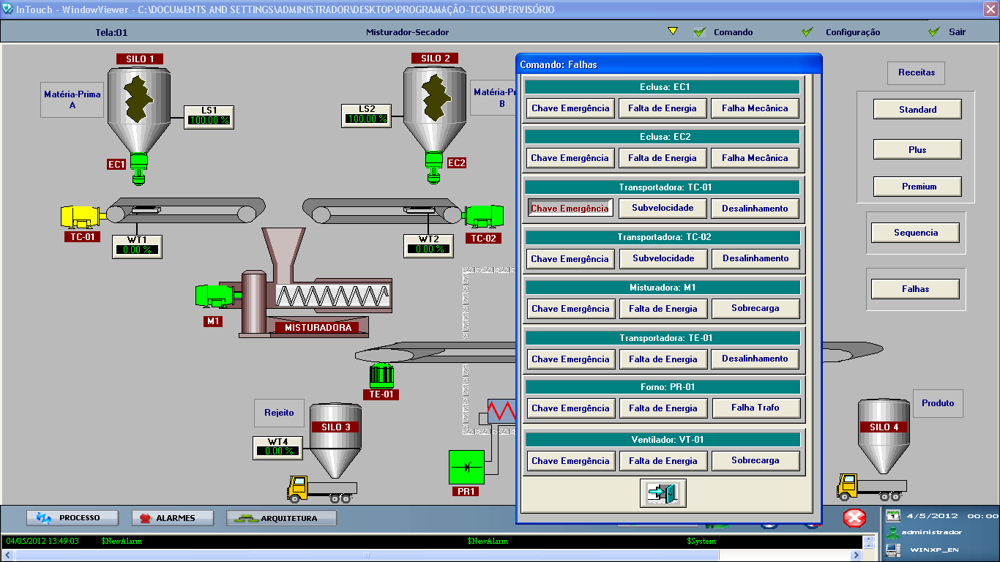 InTouch - WindowViewer - C:\DOCUMENTS AND SETTINGS\ADMINISTRADOR\DESKTOP\PROGRAMAÇÃO-TCC\SUPERVISÓRIO
Tela:01
Misturador-Secador
Comando
Configuração
Sair
SILO 1
Matéria-Prima
A
LS1
100.00 %
EC1
SILO 2
LS2
100.00 %
Matéria-Pr
B
EC2
TC-01
WT1
0.00 %
WT2
0.00 %
TC-02
M1
MISTURADORA
TE-01
Rejeito
SILO 3
WT4
0.00 %
PR1
Comando: Falhas
Eclusa: EC1
Chave Emergência
Falta de Energia
Falha Mecânica
Eclusa: EC2
Chave Emergência
Falta de Energia
Falha Mecânica
Transportadora: TC-01
Chave Emergência
Subvelocidade
Desalinhamento
Transportadora: TC-02
Chave Emergência
Subvelocidade
Desalinhamento
Misturadora: M1
Chave Emergência
Falta de Energia
Sobrecarga
Transportadora: TE-01
Chave Emergência
Falta de Energia
Desalinhamento
Forno: PR-01
Chave Emergência
Falta de Energia
Falha Trafo
Ventilador: VT-01
Chave Emergência
Falta de Energia
Sobrecarga
Receitas
Standard
Plus
Premium
Sequencia
Falhas
Produto
SILO 4
PROCESSO
ALARMES
ARQUITETURA
4/5/2012 00:00
administrador
WINXP_EN
04/05/2012 13:49:03 $NewAlarm $NewAlarm $System